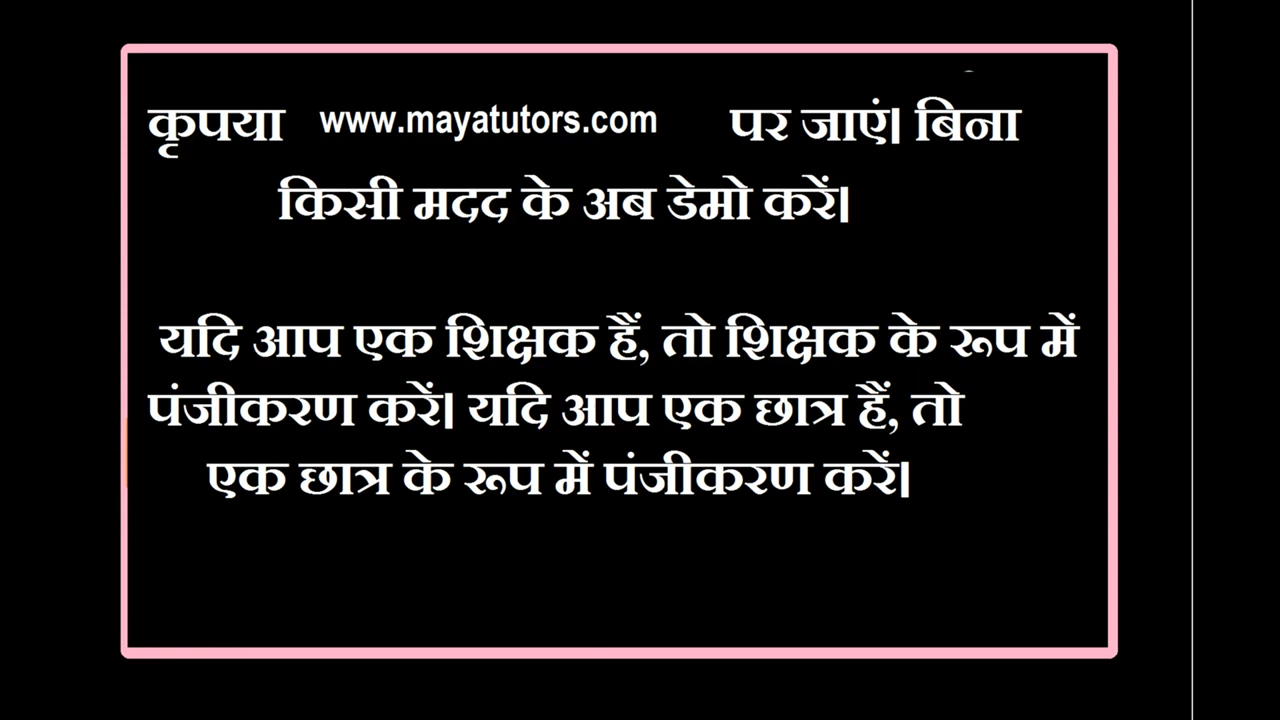 कृपया www.mayatutors.com पर जाएं। बिना
किसी मदद के अब डेमो करें।
यदि आप एक शिक्षक हैं, तो शिक्षक के रूप में
पंजीकरण करें। यदि आप एक छात्र हैं, तो
एक छात्र के रूप में पंजीकरण करें।